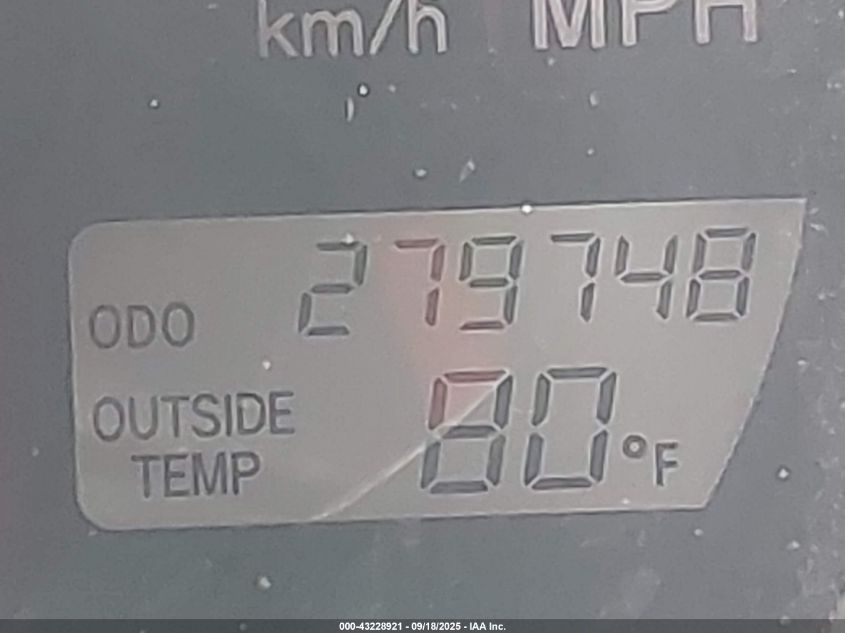 km/h MPH
ODO 279748
OUTSIDE
TEMP 80°F
000-43228921 - 09/18/2025 - IAA Inc.